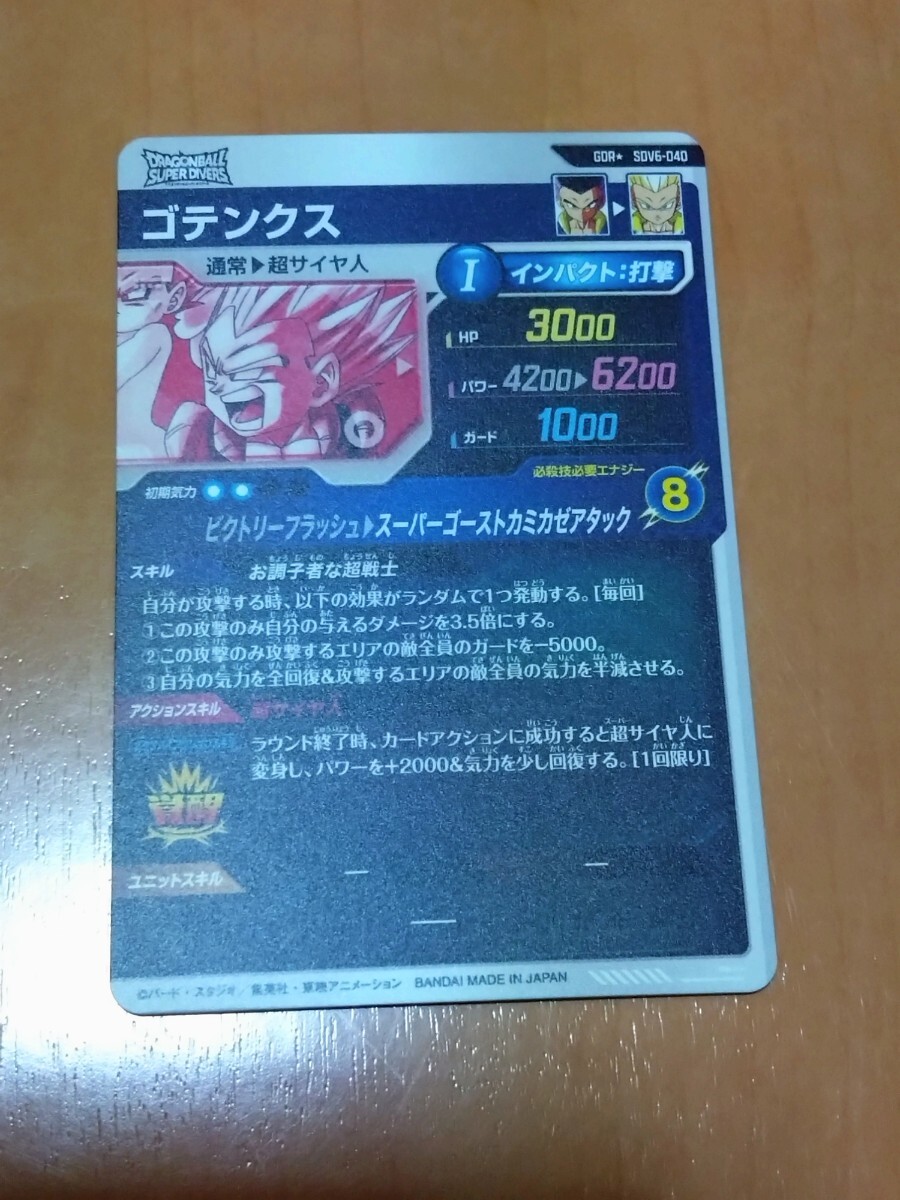 DRAGONBALL
SUPER DIVERS
GDR★ SDV6-040
ゴテンクス
通常▶超サイヤ人
I インパクト:打撃
HP 3000
パワー 4200▶6200
ガード 1000
初期気力
必殺技必要エナジー
8
ビクトリーフラッシュ▶スーパーゴーストカミカゼアタック
スキル お調子者な超戦士
自分が攻撃する時、以下の効果がランダムで1つ発動する。[毎回]
①この攻撃のみ自分の与えるダメージを3.5倍にする。
②この攻撃のみ攻撃するエリアの敵全員のガードを-5000。
③自分の気力を全回復&攻撃するエリアの敵全員の気力を半減させる。
アクションスキル 超サイヤ人
ラウンド終了時、カードアクションに成功すると超サイヤ人に
変身し、パワーを+2000&気力を少し回復する。[1回限り]
覚醒
ユニットスキル
©バード・スタジオ/集英社・東映アニメーション BANDAI MADE IN JAPAN